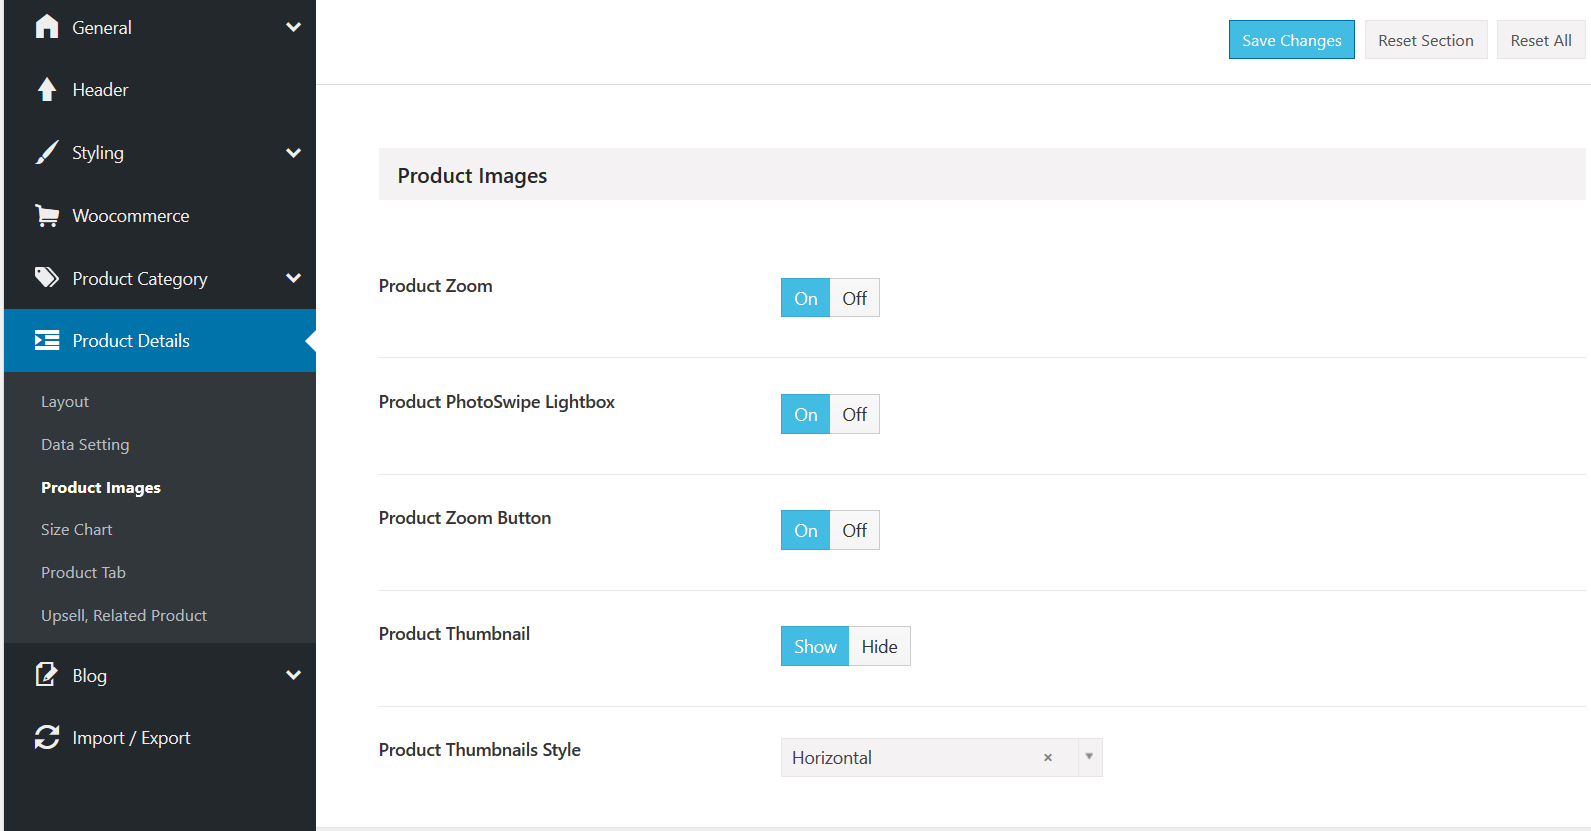 General
Header
Styling
Woocommerce
Product Category
Product Details
Layout
Data Setting
Product Images
Size Chart
Product Tab
Upsell, Related Product
Blog
Import / Export
Save Changes Reset Section Reset All
Product Images
Product Zoom On Off
Product PhotoSwipe Lightbox On Off
Product Zoom Button On Off
Product Thumbnail Show Hide
Product Thumbnails Style Horizontal ×